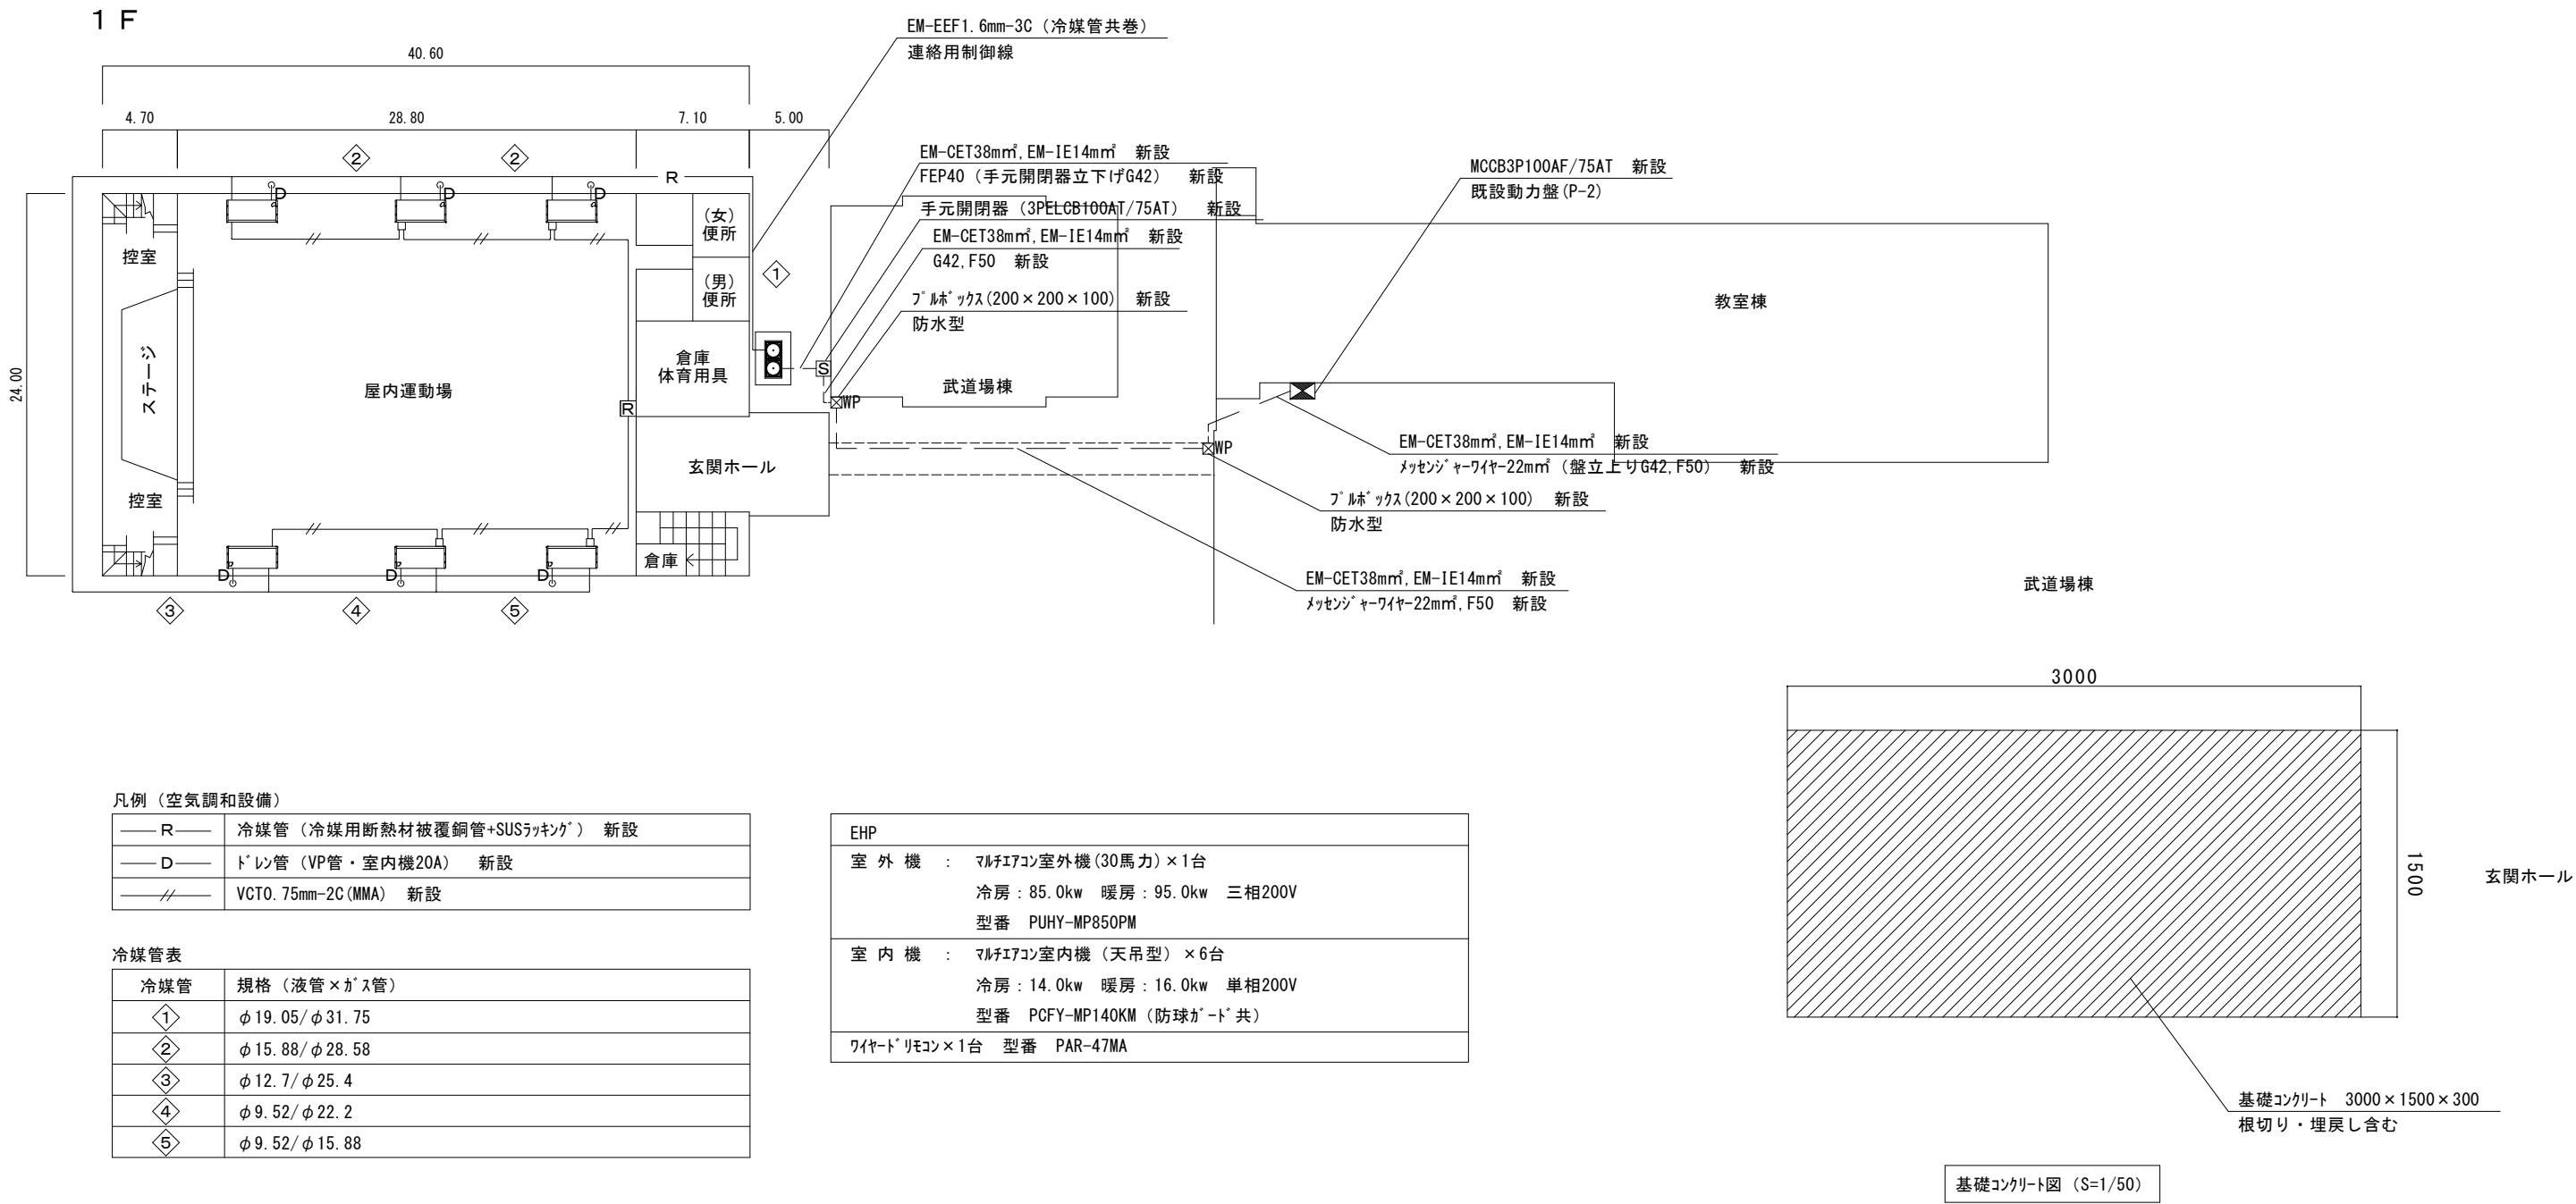 １Ｆ
40.60
4.70
28.80
7.10
5.00
24.00
EM-EEF1.6mm-3C（冷媒管共巻）
連絡用制御線
EM-CET38m㎡,EM-IE14m㎡　新設
FEP40（手元開閉器立下げG42）　新設
手元開閉器（3PELCB100AT/75AT）　新設
EM-CET38m㎡,EM-IE14m㎡　新設
G42,F50　新設
ﾌﾟﾙﾎﾞｯｸｽ(200×200×100)　新設
防水型
MCCB3P100AF/75AT　新設
既設動力盤(P-2)
②
②
R
D
D
D
控室
（女）
便所
①
（男）
便所
教室棟
ステージ
屋内運動場
倉庫
体育用具
S
武道場棟
WP
R
玄関ホール
WP
EM-CET38m㎡,EM-IE14m㎡　新設
ﾒｯｾﾝｼﾞｬｰﾜｲﾔｰ22m㎡（盤立上りG42,F50）　新設
控室
ﾌﾟﾙﾎﾞｯｸｽ(200×200×100)　新設
防水型
倉庫
D
D
D
③
④
⑤
EM-CET38m㎡,EM-IE14m㎡　新設
ﾒｯｾﾝｼﾞｬｰﾜｲﾔｰ22m㎡,F50　新設
武道場棟
凡例（空気調和設備）
R　冷媒管（冷媒用断熱材被覆銅管+SUSﾗｯｷﾝｸﾞ）　新設
D　ﾄﾞﾚﾝ管（VP管・室内機20A）　新設
//　VCT0.75mm-2C(MMA)　新設
冷媒管表
冷媒管　規格（液管×ｶﾞｽ管）
①　φ19.05/φ31.75
②　φ15.88/φ28.58
③　φ12.7/φ25.4
④　φ9.52/φ22.2
⑤　φ9.52/φ15.88
EHP
室 外 機　：　ﾏﾙﾁｴｱｺﾝ室外機(30馬力)×1台
冷房：85.0kw　暖房：95.0kw　三相200V
型番　PUHY-MP850PM
室 内 機　：　ﾏﾙﾁｴｱｺﾝ室内機（天吊型）×6台
冷房：14.0kw　暖房：16.0kw　単相200V
型番　PCFY-MP140KM（防球ｶﾞｰﾄﾞ共）
ﾜｲﾔｰﾄﾞﾘﾓｺﾝ×1台　型番　PAR-47MA
3000
1500
玄関ホール
基礎ｺﾝｸﾘｰﾄ　3000×1500×300
根切り・埋戻し含む
基礎ｺﾝｸﾘｰﾄ図（S=1/50）